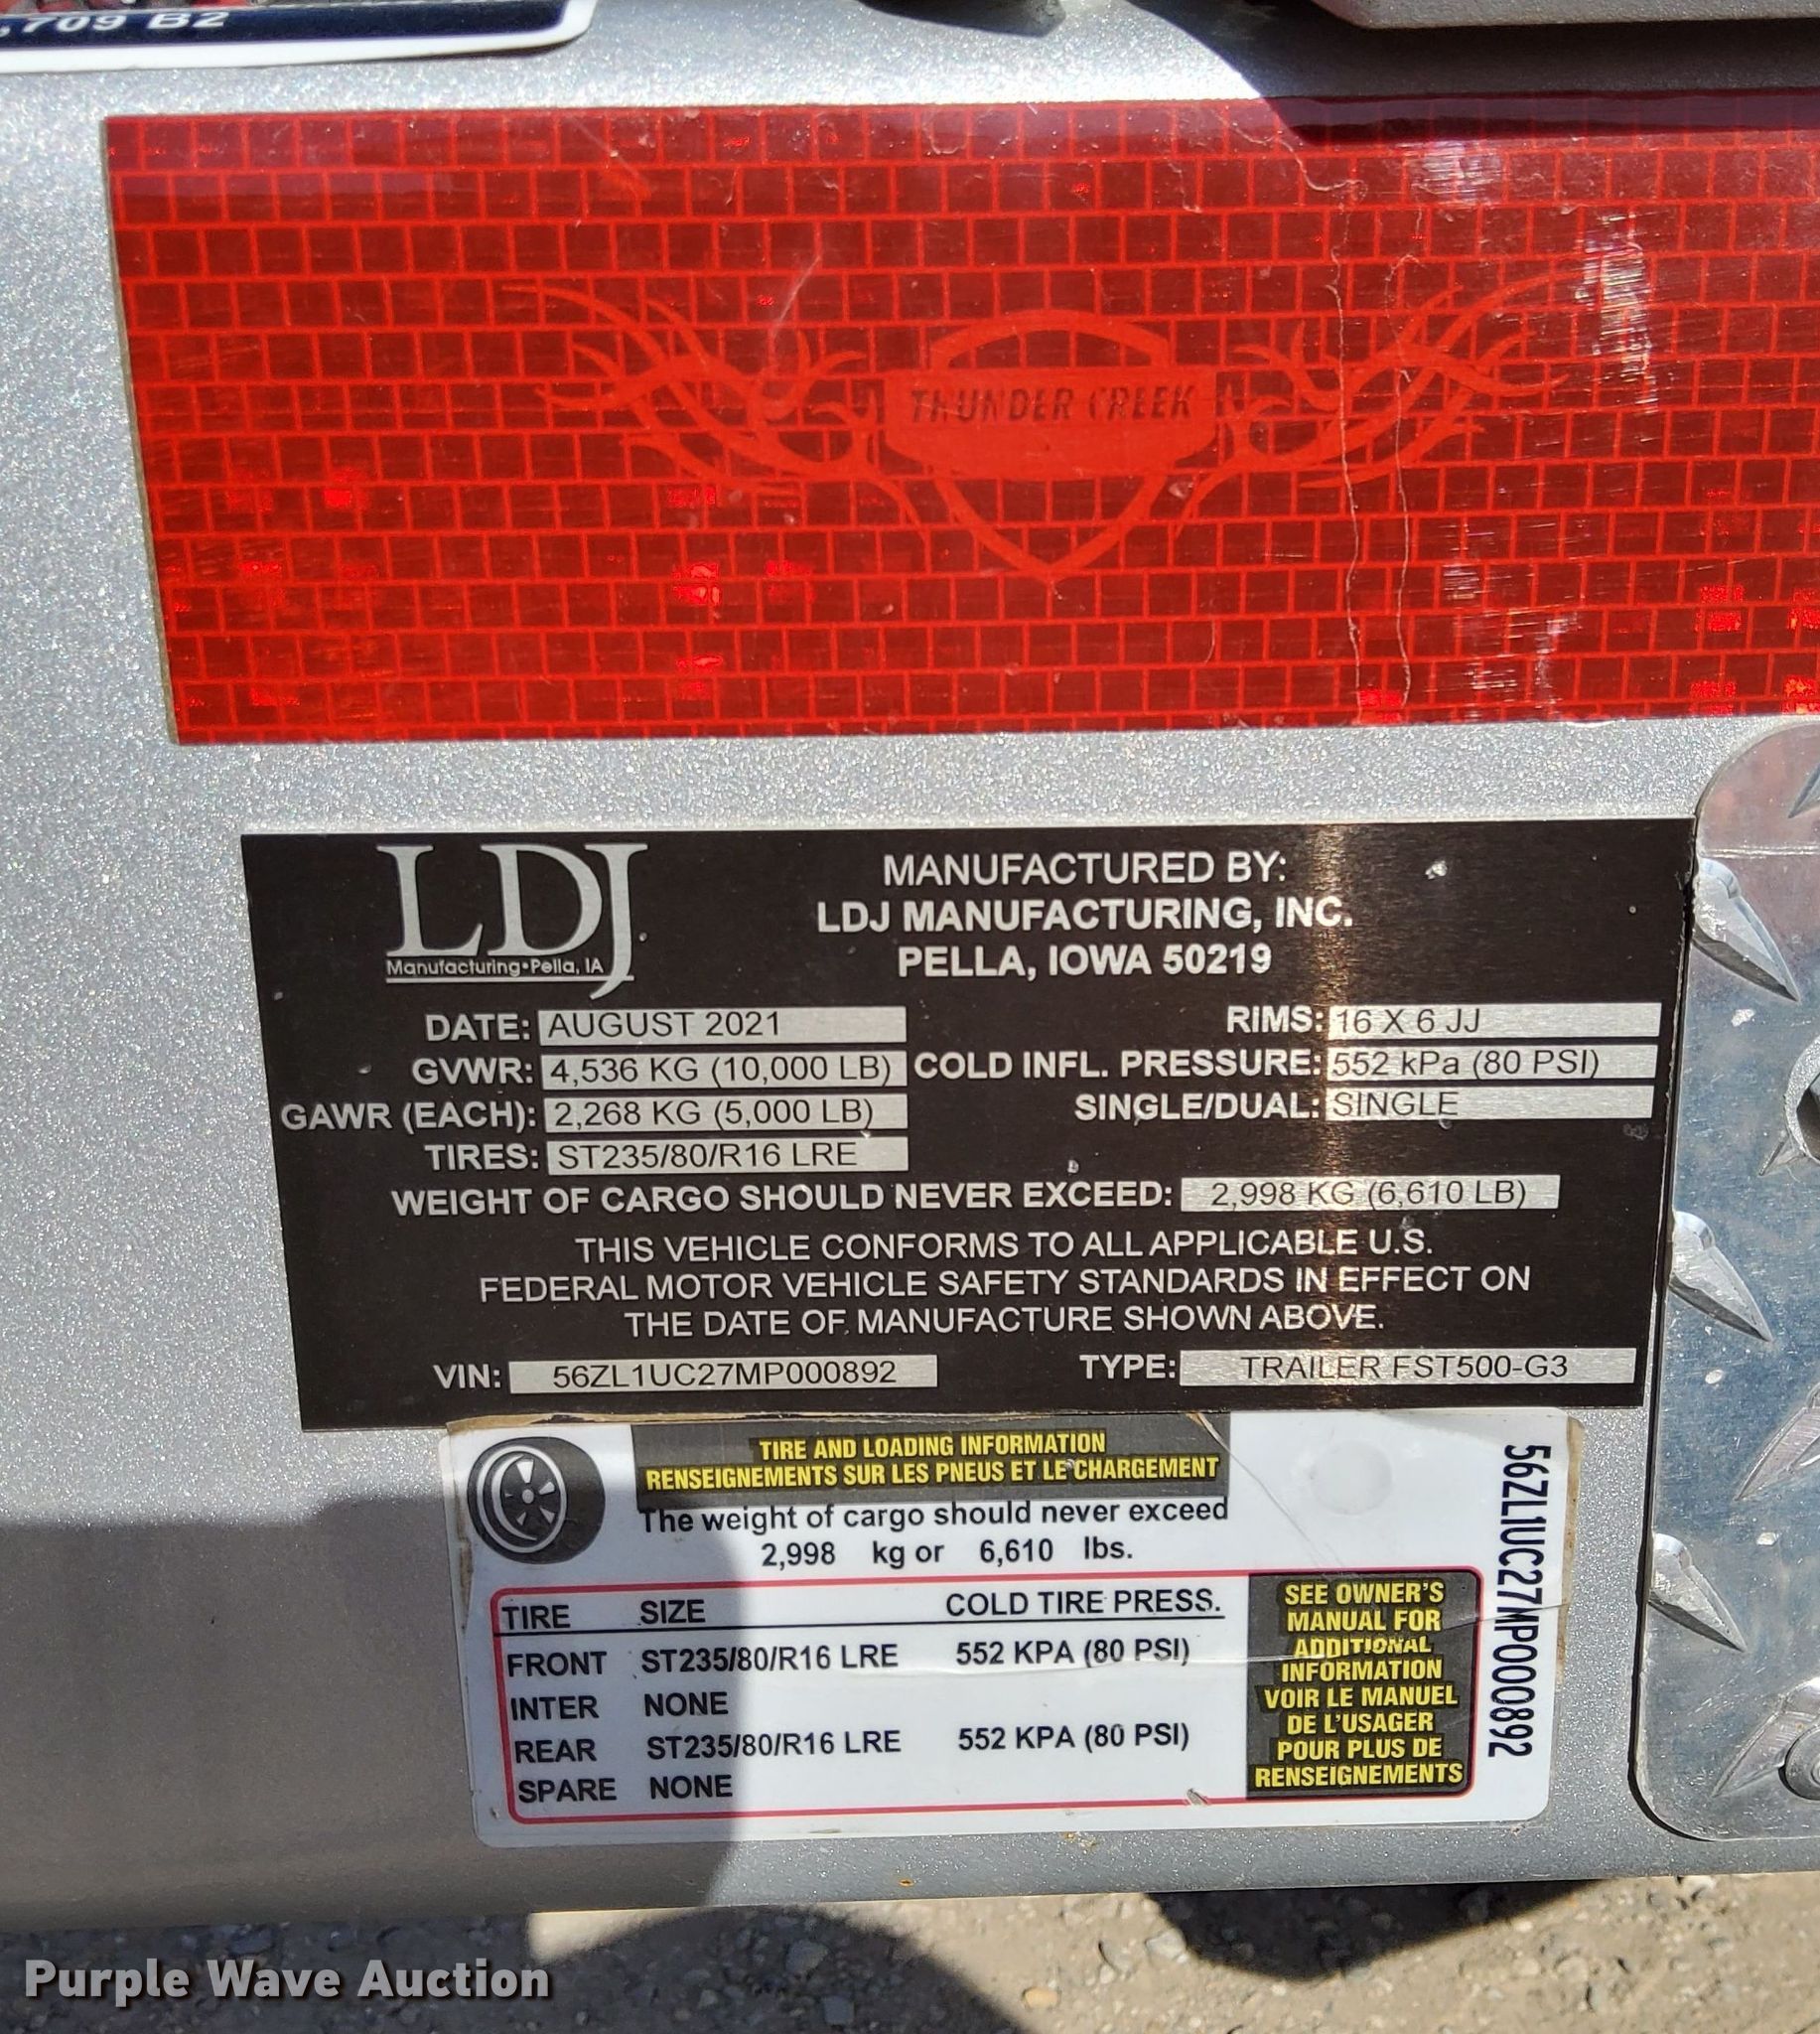 ,709 B2
THUNDER CREEK
LDJ
Manufacturing•Pella, IA
MANUFACTURED BY:
LDJ MANUFACTURING, INC.
PELLA, IOWA 50219
DATE: AUGUST 2021
RIMS: 16 X 6 JJ
GVWR: 4,536 KG (10,000 LB)
COLD INFL. PRESSURE: 552 kPa (80 PSI)
GAWR (EACH): 2,268 KG (5,000 LB)
SINGLE/DUAL: SINGLE
TIRES: ST235/80/R16 LRE
WEIGHT OF CARGO SHOULD NEVER EXCEED: 2,998 KG (6,610 LB)
THIS VEHICLE CONFORMS TO ALL APPLICABLE U.S.
FEDERAL MOTOR VEHICLE SAFETY STANDARDS IN EFFECT ON
THE DATE OF MANUFACTURE SHOWN ABOVE.
VIN: 56ZL1UC27MP000892
TYPE: TRAILER FST500-G3
TIRE AND LOADING INFORMATION
RENSEIGNEMENTS SUR LES PNEUS ET LE CHARGEMENT
The weight of cargo should never exceed
2,998 kg or 6,610 lbs.
TIRE SIZE COLD TIRE PRESS.
FRONT ST235/80/R16 LRE 552 KPA (80 PSI)
INTER NONE
REAR ST235/80/R16 LRE 552 KPA (80 PSI)
SPARE NONE
SEE OWNER'S
MANUAL FOR
ADDITIONAL
INFORMATION
VOIR LE MANUEL
DE L'USAGER
POUR PLUS DE
RENSEIGNEMENTS
56ZL1UC27MP000892
Purple Wave Auction